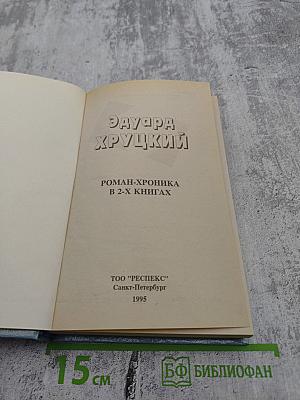 Эдуард
ХРУЦКИЙ
РОМАН-ХРОНИКА
В 2-Х КНИГАХ
ТОО "РЕСПЕКС"
Санкт-Петербург
1995
15 см
БФ БИБЛИОФАН